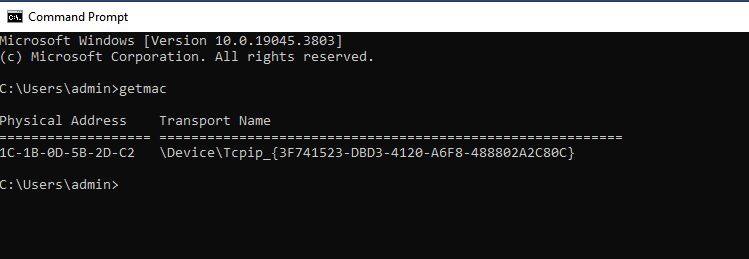 Command Prompt
Microsoft Windows [Version 10.0.19045.3803]
(c) Microsoft Corporation. All rights reserved.
C:\Users\admin>getmac
Physical Address    Transport Name
=================== ==========================================================
1C-1B-0D-5B-2D-C2   \Device\Tcpip_{3F741523-DBD3-4120-A6F8-488802A2C80C}
C:\Users\admin>